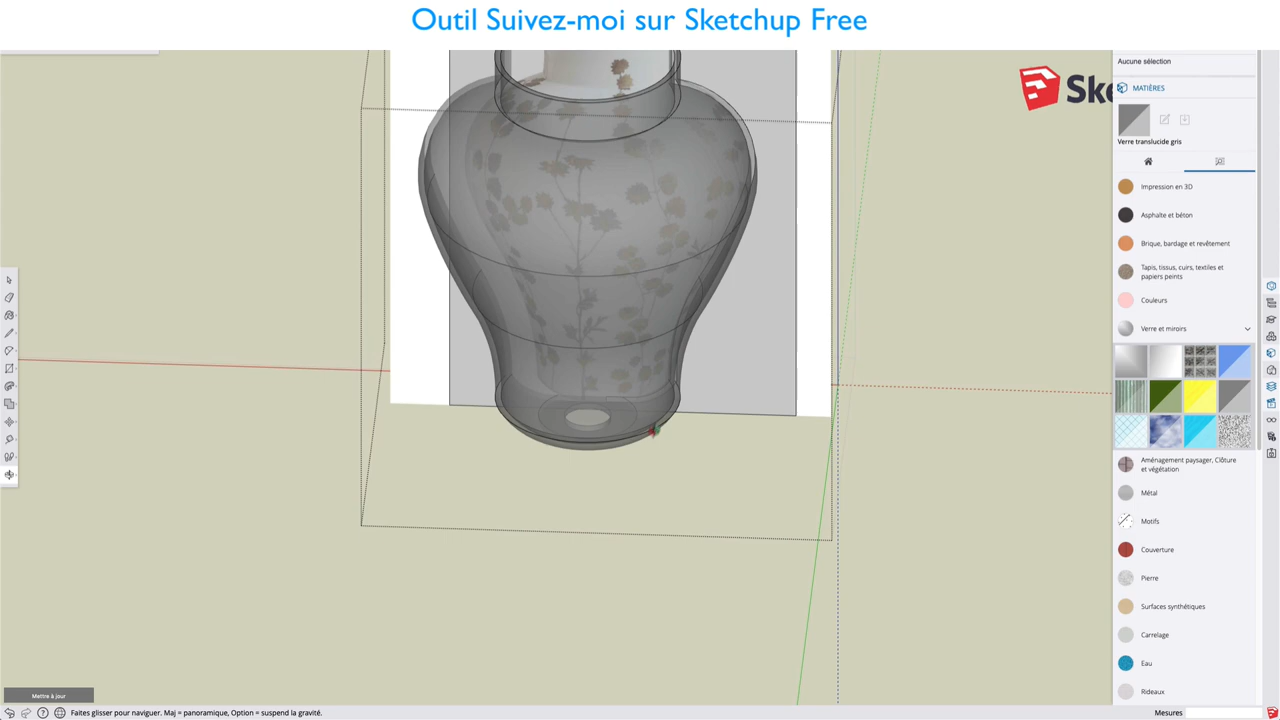 Outil Suivez-moi sur Sketchup Free
Aucune sélection
MATIÈRES
Verre translucide gris
Impression en 3D
Asphalte et béton
Brique, bardage et revêtement
Tapis, tissus, cuirs, textiles et
papiers peints
Couleurs
Verre et miroirs
Aménagement paysager, Clôture
et végétation
Métal
Motifs
Couverture
Pierre
Surfaces synthétiques
Carrelage
Eau
Rideaux
Ske
Mettre à jour
Faites glisser pour naviguer. Maj = panoramique, Option = suspend la gravité.
Mesures